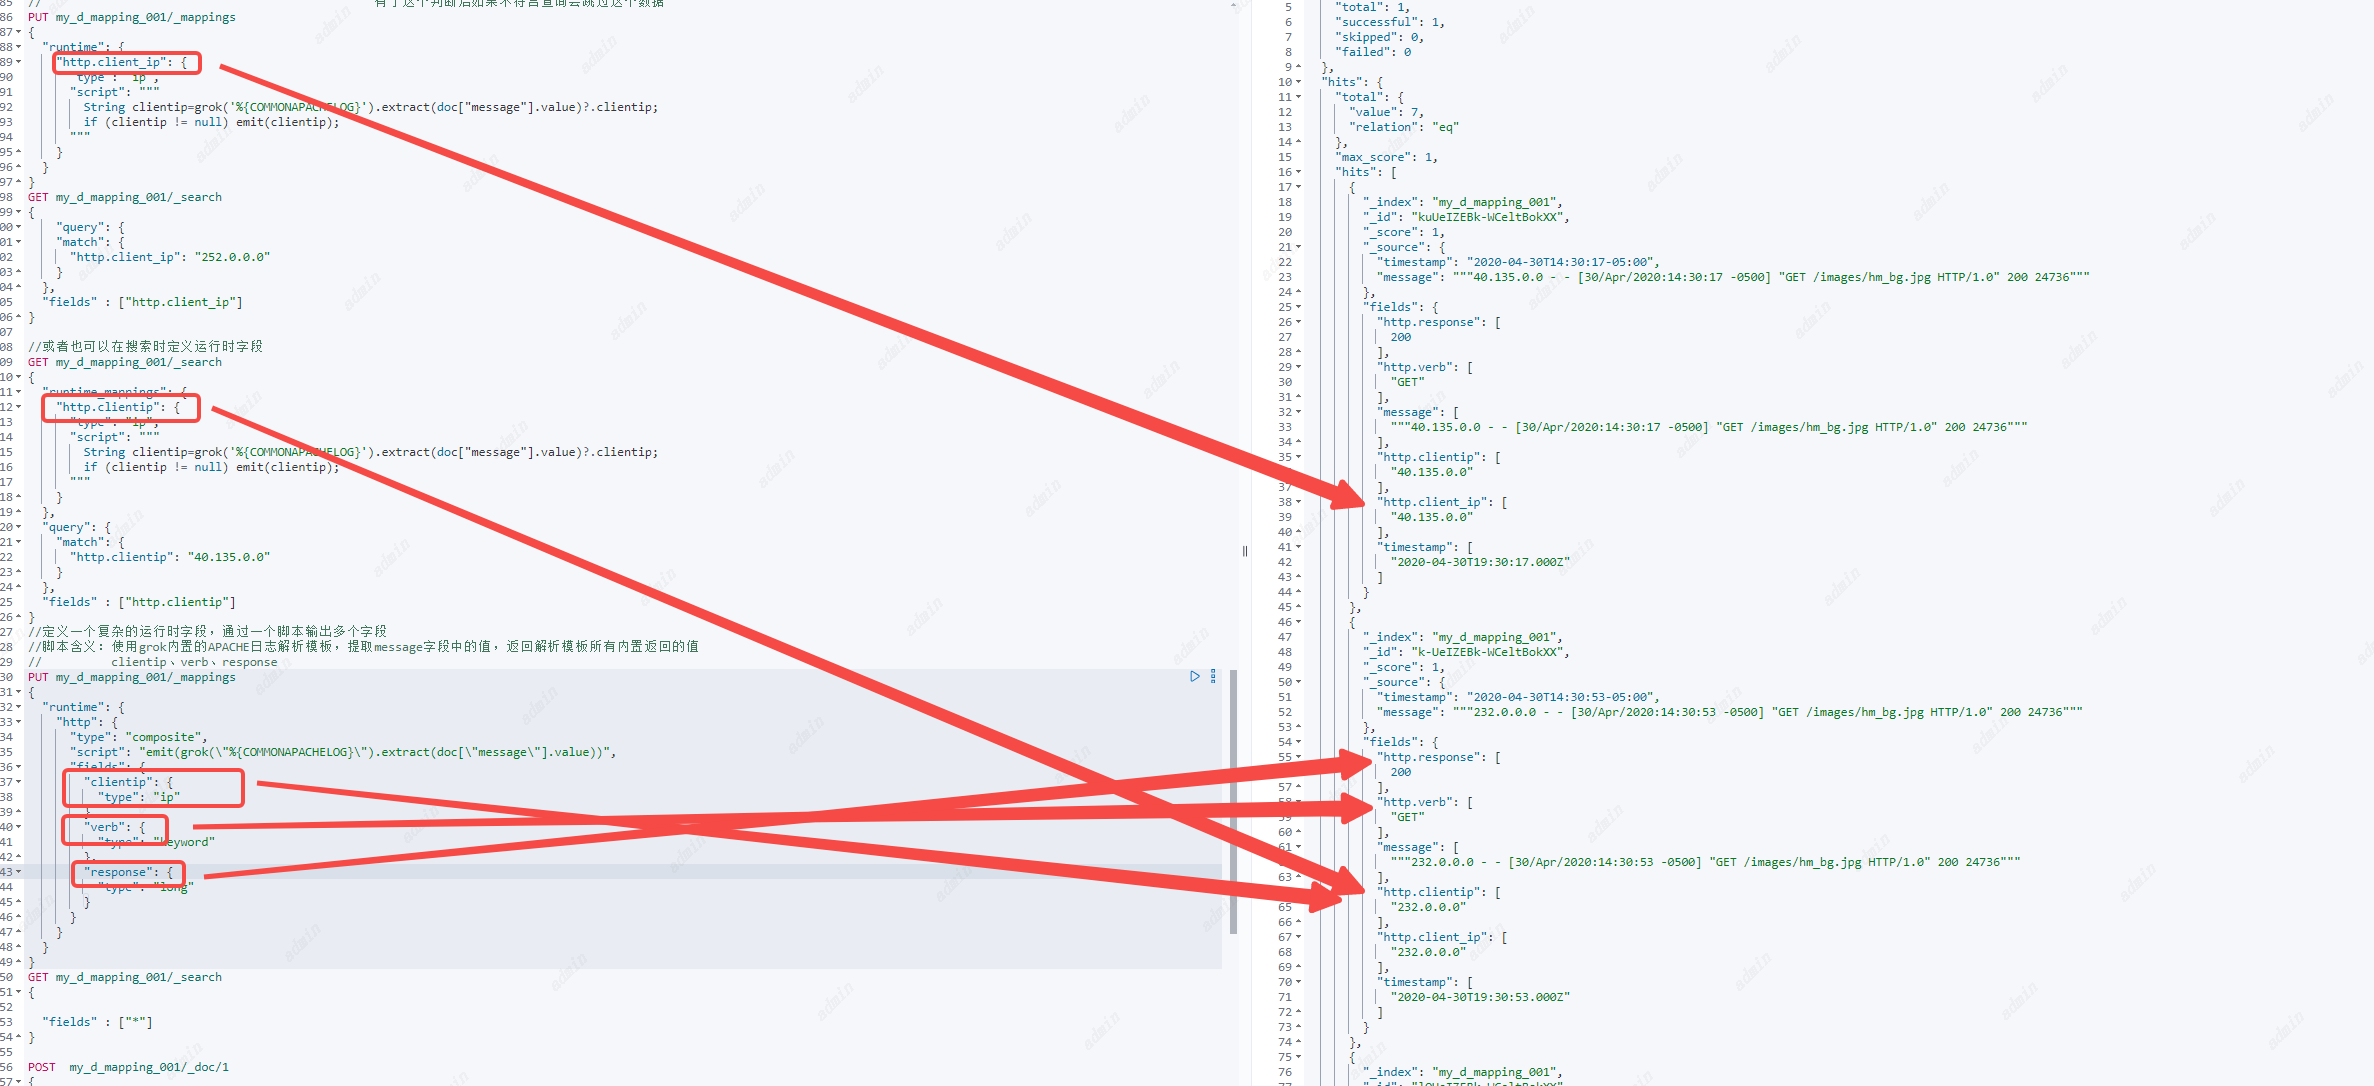 85 // 有了这个判断后如果不符合查询会跳过这个数据
86 PUT my_d_mapping_001/_mappings
87 {
88 "runtime": {
89 "http.client_ip": {
90 "type": "ip",
91 "script": """
92 String clientip=grok('%{COMMONAPACHELOG}').extract(doc["message"].value)?.clientip;
93 if (clientip != null) emit(clientip);
94 """
95 }
96 }
97 }
98 GET my_d_mapping_001/_search
99 {
00 "query": {
01 "match": {
02 "http.client_ip": "252.0.0.0"
03 }
04 },
05 "fields" : ["http.client_ip"]
06 }
07
08 //或者也可以在搜索时定义运行时字段
09 GET my_d_mapping_001/_search
10 {
11 "runtime_mappings": {
12 "http.clientip": {
13 "type": "ip",
14 "script": """
15 String clientip=grok('%{COMMONAPACHELOG}').extract(doc["message"].value)?.clientip;
16 if (clientip != null) emit(clientip);
17 """
18 }
19 },
20 "query": {
21 "match": {
22 "http.clientip": "40.135.0.0"
23 }
24 },
25 "fields" : ["http.clientip"]
26 }
27 //定义一个复杂的运行时字段，通过一个脚本输出多个字段
28 //脚本含义：使用grok内置的APACHE日志解析模板，提取message字段中的值，返回解析模板所有内置返回的值
29 // clientip、verb、response
30 PUT my_d_mapping_001/_mappings
31 {
32 "runtime": {
33 "http": {
34 "type": "composite",
35 "script": "emit(grok(\"%{COMMONAPACHELOG}\").extract(doc[\"message\"].value))",
36 "fields": {
37 "clientip": {
38 "type": "ip"
39 },
40 "verb": {
41 "type": "keyword"
42 },
43 "response": {
44 "type": "long"
45 }
46 }
47 }
48 }
49 }
50 GET my_d_mapping_001/_search
51 {
52
53 "fields" : ["*"]
54 }
55
56 POST my_d_mapping_001/_doc/1
57 {
5 "total": 1,
6 "successful": 1,
7 "skipped": 0,
8 "failed": 0
9 },
10 "hits": {
11 "total": {
12 "value": 7,
13 "relation": "eq"
14 },
15 "max_score": 1,
16 "hits": [
17 {
18 "_index": "my_d_mapping_001",
19 "_id": "kuUeIZEBk-WCeltBokXX",
20 "_score": 1,
21 "_source": {
22 "timestamp": "2020-04-30T14:30:17-05:00",
23 "message": """40.135.0.0 - - [30/Apr/2020:14:30:17 -0500] "GET /images/hm_bg.jpg HTTP/1.0" 200 24736"""
24 },
25 "fields": {
26 "http.response": [
27 200
28 ],
29 "http.verb": [
30 "GET"
31 ],
32 "message": [
33 """40.135.0.0 - - [30/Apr/2020:14:30:17 -0500] "GET /images/hm_bg.jpg HTTP/1.0" 200 24736"""
34 ],
35 "http.clientip": [
"40.135.0.0"
37 ],
38 "http.client_ip": [
39 "40.135.0.0"
40 ],
41 "timestamp": [
42 "2020-04-30T19:30:17.000Z"
43 ]
44 }
45 },
46 {
47 "_index": "my_d_mapping_001",
48 "_id": "k-UeIZEBk-WCeltBokXX",
49 "_score": 1,
50 "_source": {
51 "timestamp": "2020-04-30T14:30:53-05:00",
52 "message": """232.0.0.0 - - [30/Apr/2020:14:30:53 -0500] "GET /images/hm_bg.jpg HTTP/1.0" 200 24736"""
53 },
54 "fields": {
55 "http.response": [
200
57 ],
58 "http.verb": [
59 "GET"
60 ],
61 "message": [
"""232.0.0.0 - - [30/Apr/2020:14:30:53 -0500] "GET /images/hm_bg.jpg HTTP/1.0" 200 24736"""
63 ],
"http.clientip": [
65 "232.0.0.0"
66 ],
67 "http.client_ip": [
68 "232.0.0.0"
69 ],
70 "timestamp": [
71 "2020-04-30T19:30:53.000Z"
72 ]
73 }
74 },
75 {
76 "_index": "my_d_mapping_001",